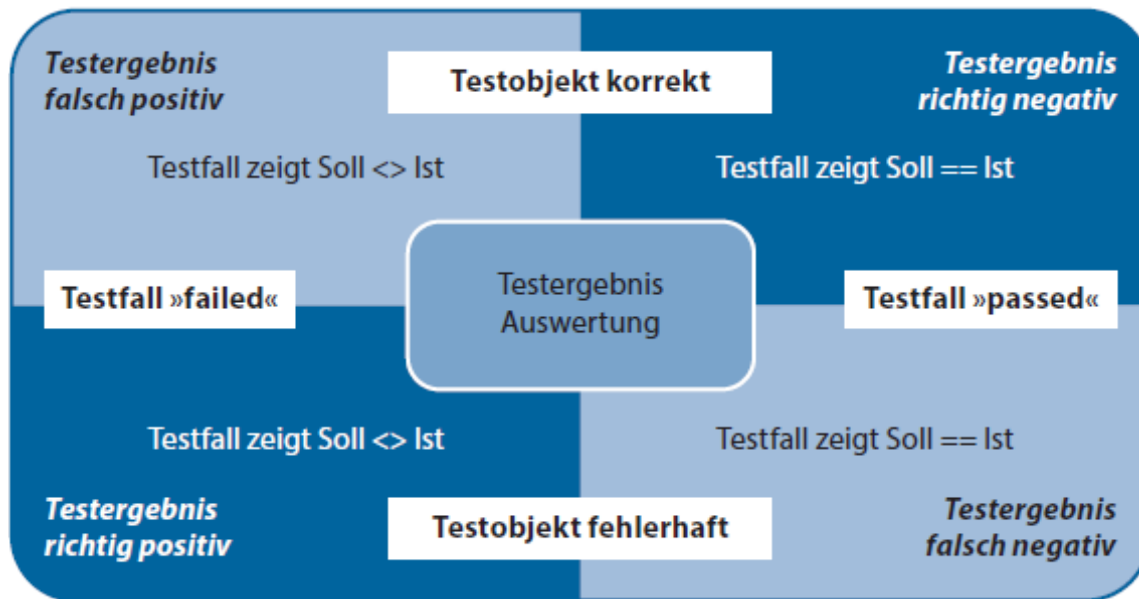 Testergebnis
falsch positiv
Testobjekt korrekt
Testergebnis
richtig negativ
Testfall zeigt Soll <> Ist
Testfall zeigt Soll == Ist
Testfall »failed«
Testergebnis
Auswertung
Testfall »passed«
Testfall zeigt Soll <> Ist
Testfall zeigt Soll == Ist
Testergebnis
richtig positiv
Testobjekt fehlerhaft
Testergebnis
falsch negativ